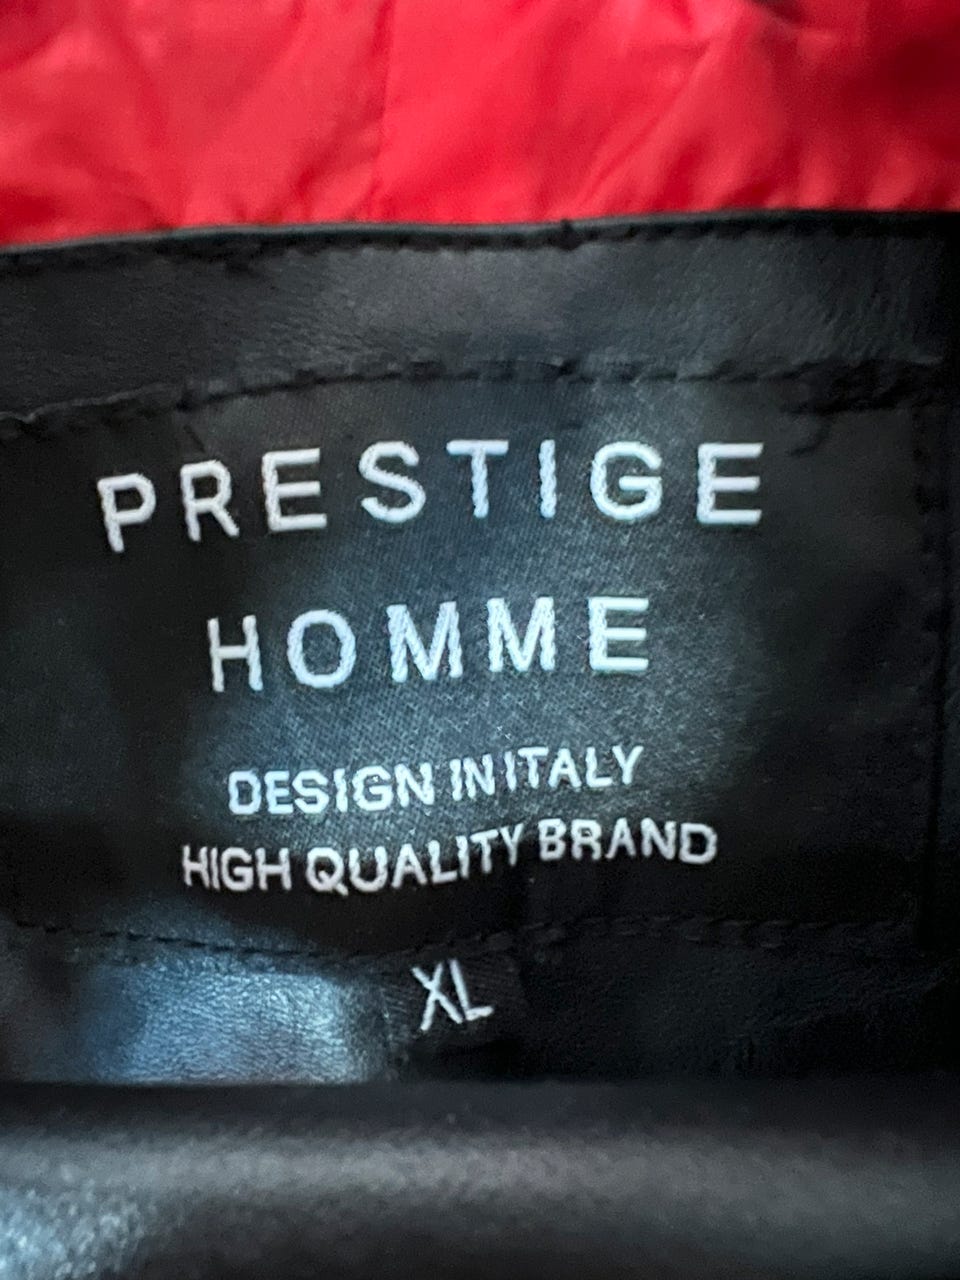 PRESTIGE
HOMME
DESIGN IN ITALY
HIGH QUALITY BRAND
XL